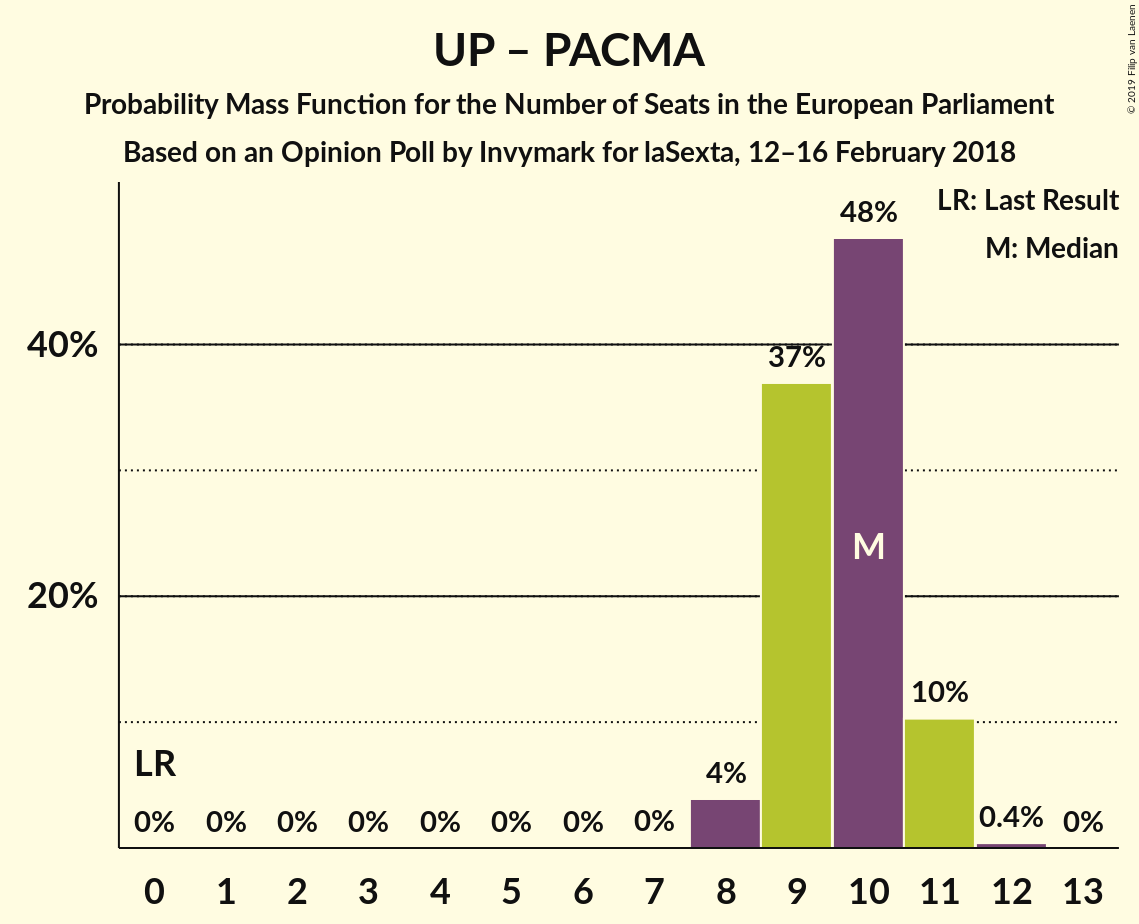 UP – PACMA
Probability Mass Function for the Number of Seats in the European Parliament
Based on an Opinion Poll by Invymark for laSexta, 12–16 February 2018
© 2019 Filip van Laenen
LR: Last Result
M: Median
48%
40%
37%
M
20%
10%
LR
4%
0% 0% 0% 0% 0% 0% 0% 0% 0.4% 0%
0 1 2 3 4 5 6 7 8 9 10 11 12 13